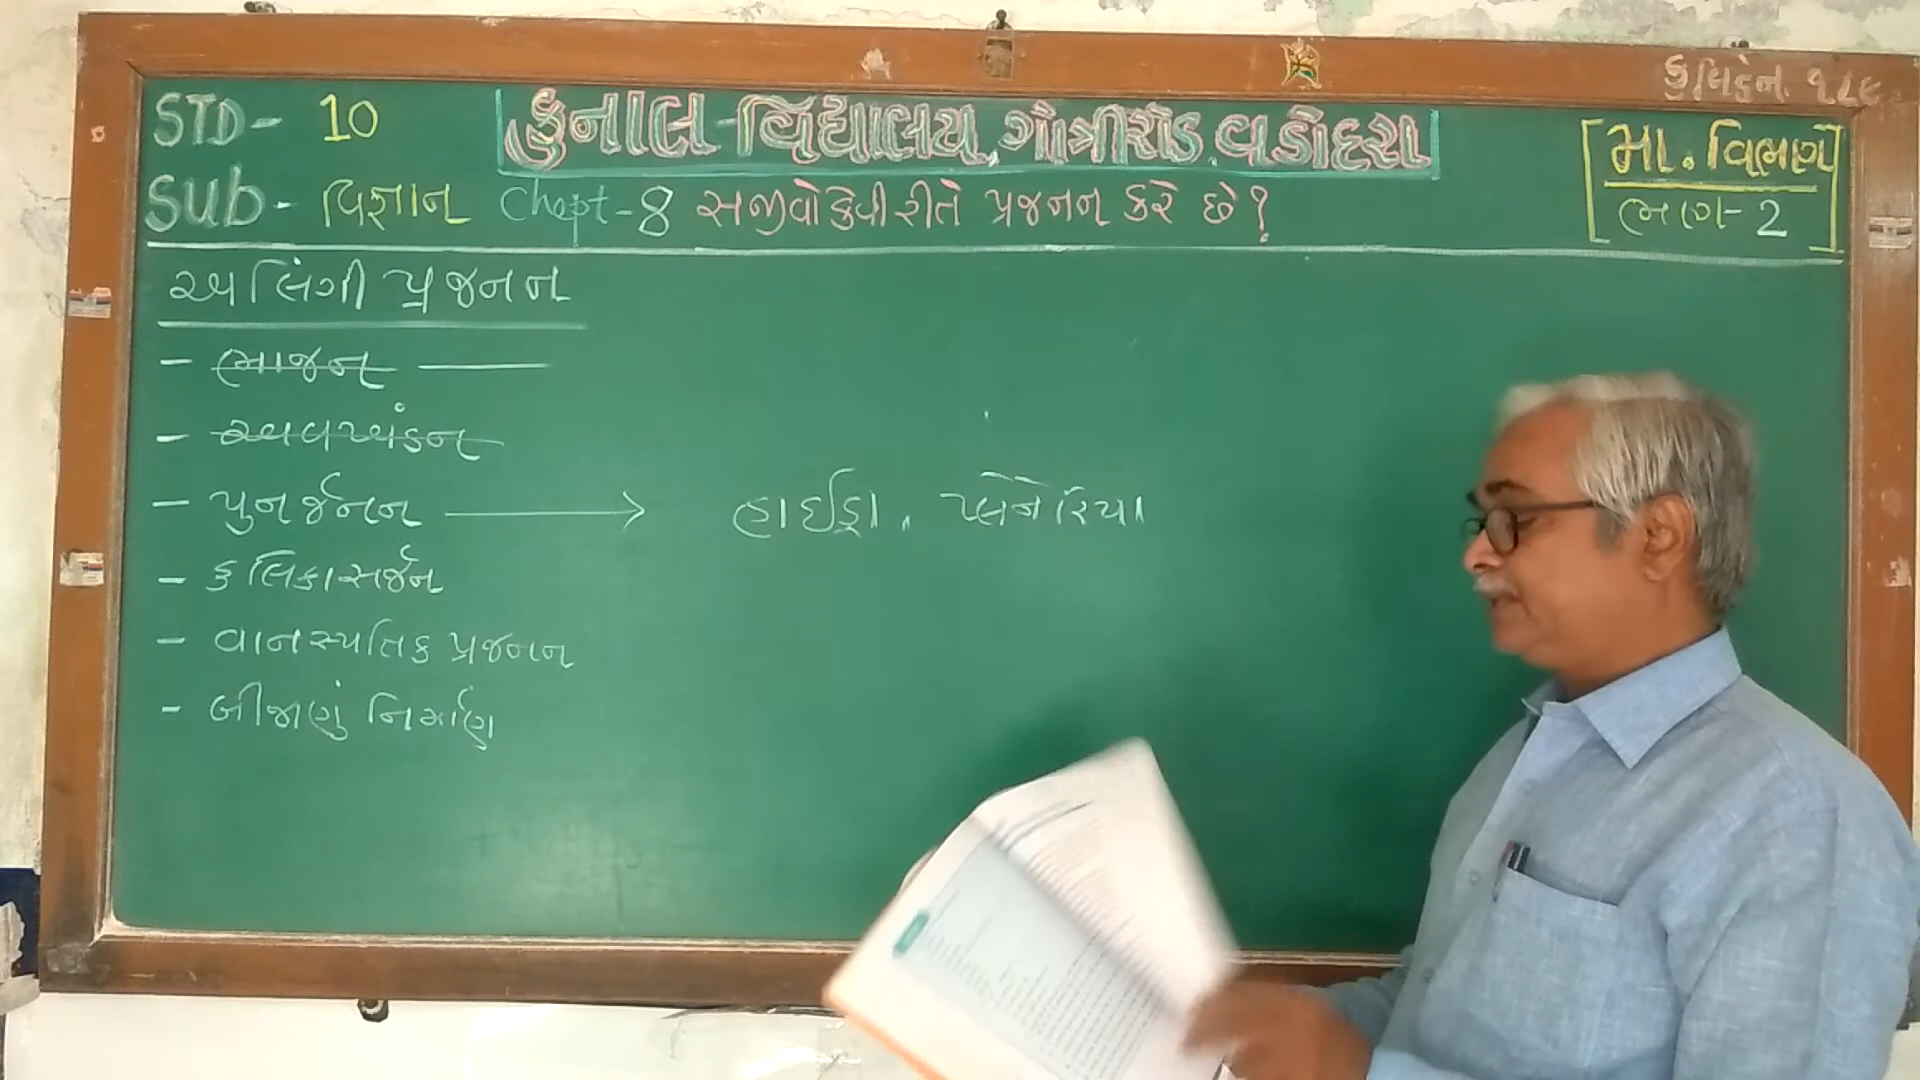 STD- 10
કુનાલ વિદ્યાલય, ગોત્રીરોડ, વડોદરા
મા. વિભાગ
ભાગ-2
SUB- વિજ્ઞાન Chept-8 સજીવો કેવી રીતે પ્રજનન કરે છે?
અલિંગી પ્રજનન
- ભાજન
- અવખંડન
- પુનર્જનન → હાઈડ્રા, પ્લેનેરિયા
- કલિકાસર્જન
- વાનસ્પતિક પ્રજનન
- બીજાણું નિર્માણ